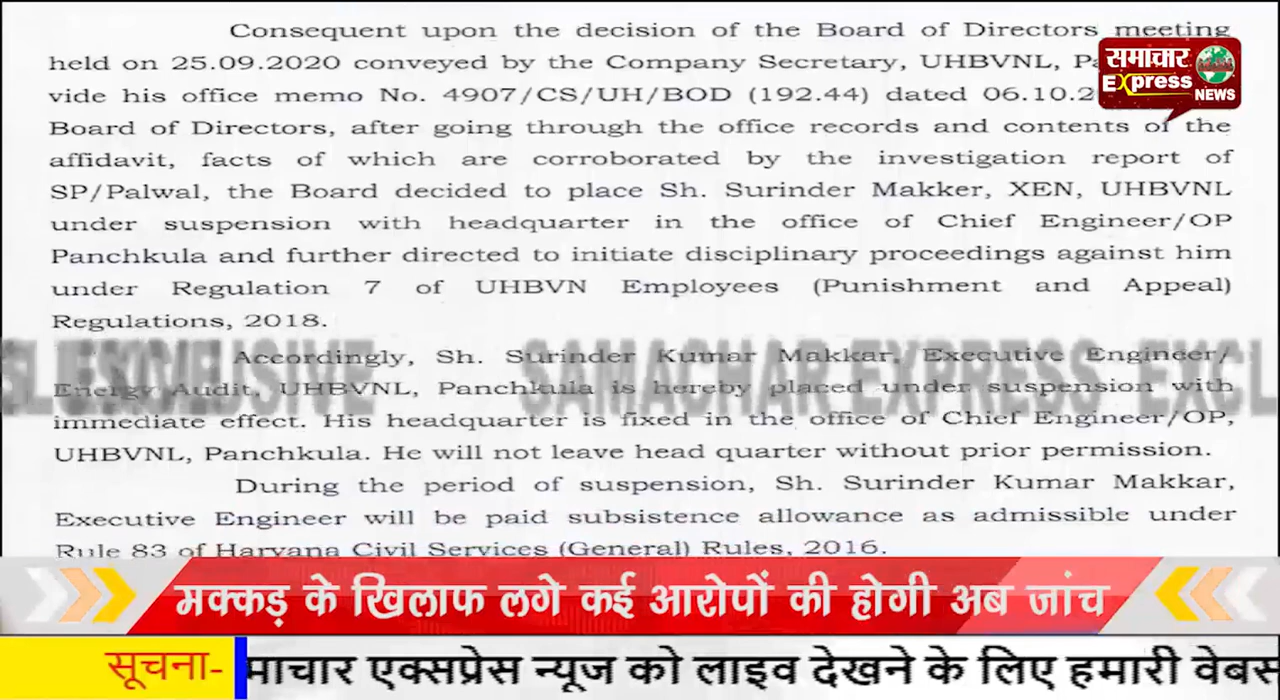 Consequent upon the decision of the Board of Directors meeting
held on 25.09.2020 conveyed by the Company Secretary, UHBVNL,
vide his office memo No. 4907/CS/UH/BOD (192.44) dated
Board of Directors, after going through the office records and contents of the
affidavit, facts of which are corroborated by the investigation report of
SP/Palwal, the Board decided to place Sh. Surinder Makker, XEN, UHBVNL
under suspension with headquarter in the office of Chief Engineer/OP
Panchkula and further directed to initiate disciplinary proceedings against him
under Regulation 7 of UHBVN Employees (Punishment and Appeal)
Regulations, 2018.
Accordingly, Sh. Surinder Kumar Makkar, Executive Engineer/
Energy Audit, UHBVNL, Panchkula is hereby placed under suspension with
immediate effect. His headquarter is fixed in the office of Chief Engineer/OP,
UHBVNL, Panchkula. He will not leave head quarter without prior permission.
During the period of suspension, Sh. Surinder Kumar Makkar,
Executive Engineer will be paid subsistence allowance as admissible under
Rule 83 of Haryana Civil Services (General) Rules, 2016.
समाचार
Express
NEWS
SAMACHAR EXPRESS EXCL
मक्कड़ के खिलाफ लगे कई आरोपों की होगी अब जांच
सूचना- माचार एक्सप्रेस न्यूज को लाइव देखने के लिए हमारी वेबस